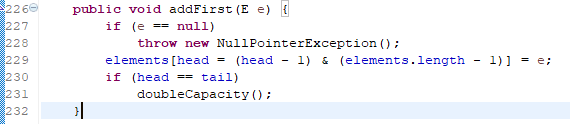 226 public void addFirst(E e) {
227 if (e == null)
228 throw new NullPointerException();
229 elements[head = (head - 1) & (elements.length - 1)] = e;
230 if (head == tail)
231 doubleCapacity();
232 }